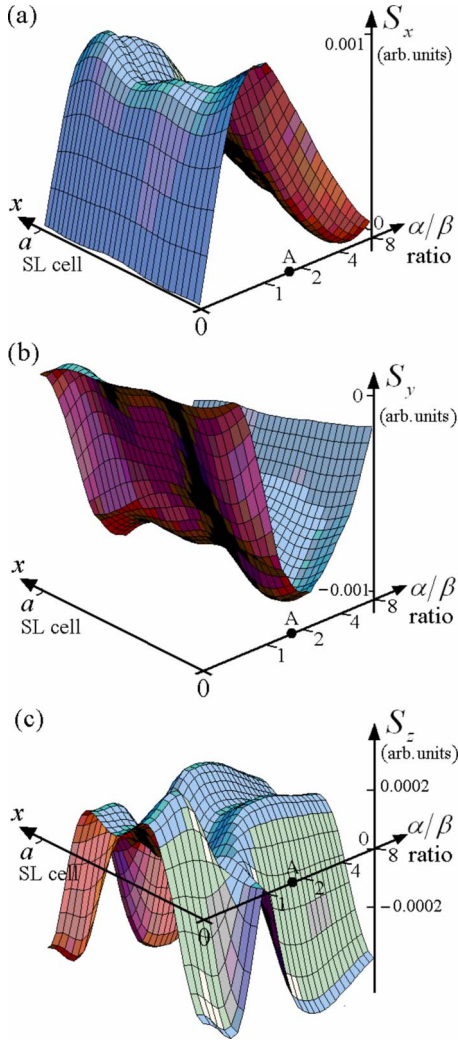 (a)
S_x
0.001
(arb. units)
x
a
SL cell
0
α/β
ratio
A
1
2
4
8
0
(b)
S_y
0
(arb. units)
x
a
SL cell
-0.001
α/β
ratio
A
1
2
4
8
0
(c)
S_z
(arb. units)
0.0002
x
a
SL cell
0
α/β
ratio
A
1
2
4
8
0
-0.0002